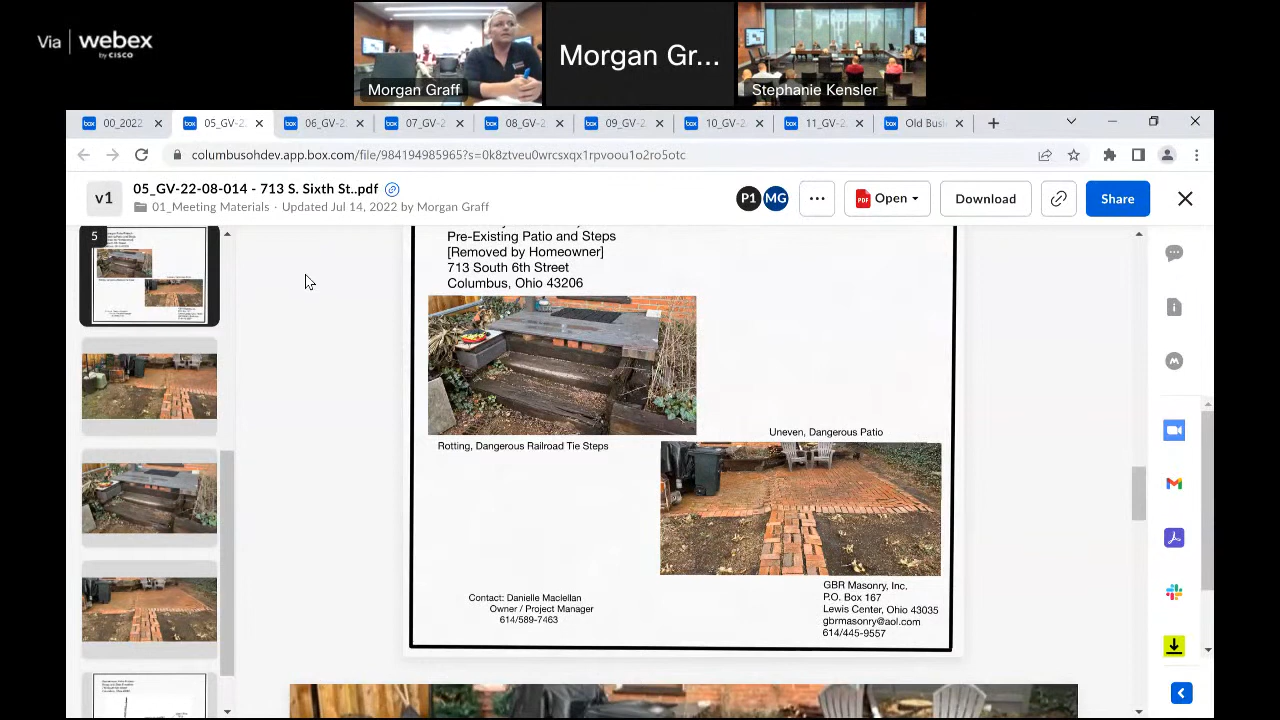 Via | webex
by CISCO
Morgan Graff
Morgan Gr...
Stephanie Kensler
00_2022
05_GV-2
06_GV-2
07_GV-2
08_GV-2
09_GV-2
10_GV-2
11_GV-2
Old Busi
columbusohdev.app.box.com/file/984194985965?s=0k8ztveu0wrcsxqx1rpvoou1o2ro5otc
v1
05_GV-22-08-014 - 713 S. Sixth St..pdf
01_Meeting Materials • Updated Jul 14, 2022 by Morgan Graff
P1
MG
Open
Download
Share
5
Pre-Existing Patio and Steps
[Removed by Homeowner]
713 South 6th Street
Columbus, Ohio 43206
Uneven, Dangerous Patio
Rotting, Dangerous Railroad Tie Steps
Contact: Danielle Maclellan
Owner / Project Manager
614/589-7463
GBR Masonry, Inc.
P.O. Box 167
Lewis Center, Ohio 43035
gbrmasonry@aol.com
614/445-9557